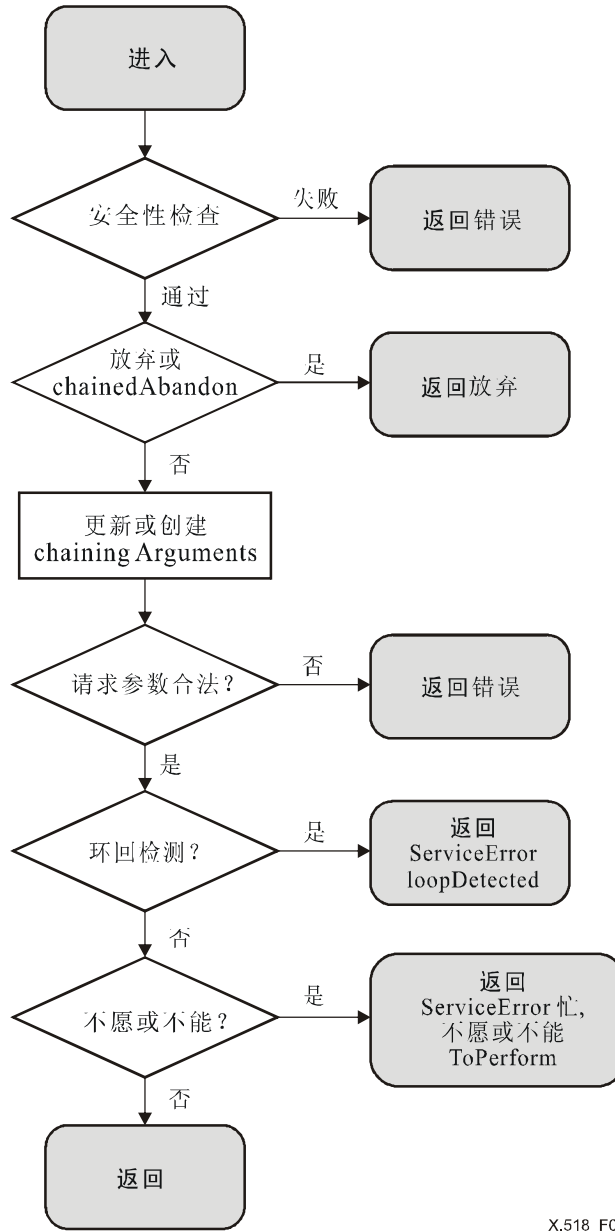 进入
安全性检查
失败
返回错误
通过
放弃或
chainedAbandon
是
返回放弃
否
更新或创建
chaining Arguments
请求参数合法?
否
返回错误
是
环回检测?
是
返回
ServiceError
loopDetected
否
不愿或不能?
是
返回
ServiceError 忙,
不愿或不能
ToPerform
否
返回
X.518_F0